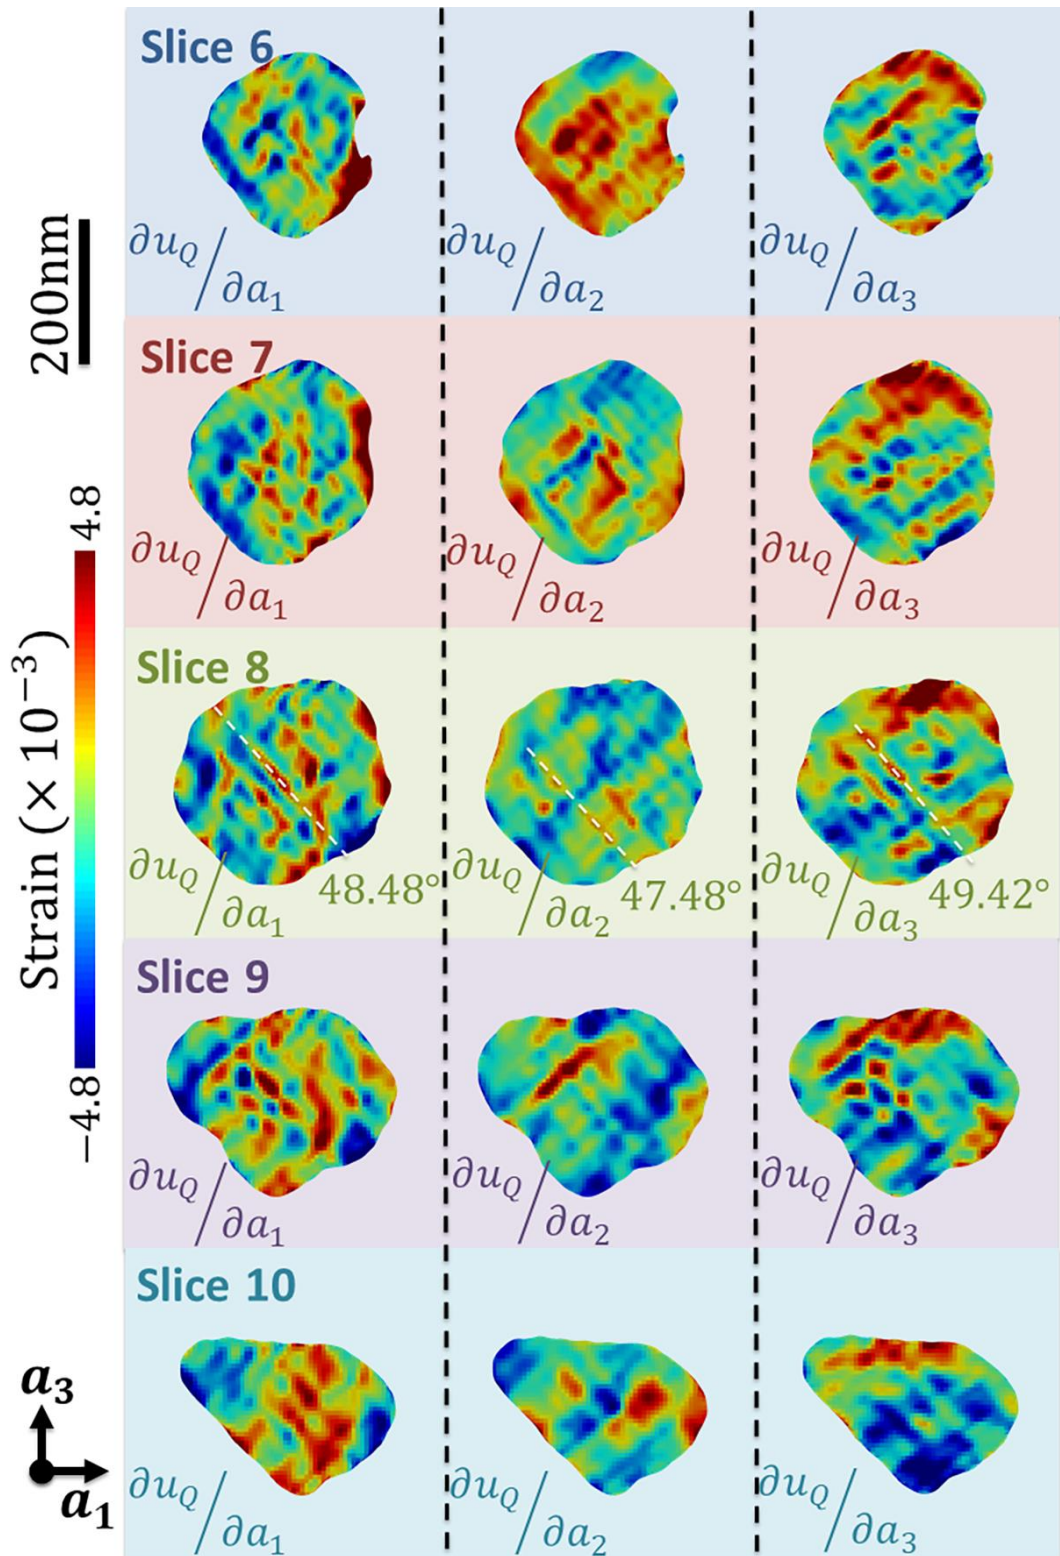 Slice 6
∂u_Q/∂a_1
∂u_Q/∂a_2
∂u_Q/∂a_3
200nm
Slice 7
∂u_Q/∂a_1
∂u_Q/∂a_2
∂u_Q/∂a_3
Strain (× 10^{−3})
4.8
−4.8
Slice 8
∂u_Q/∂a_1
48.48°
∂u_Q/∂a_2
47.48°
∂u_Q/∂a_3
49.42°
Slice 9
∂u_Q/∂a_1
∂u_Q/∂a_2
∂u_Q/∂a_3
Slice 10
∂u_Q/∂a_1
∂u_Q/∂a_2
∂u_Q/∂a_3
a_3
a_1